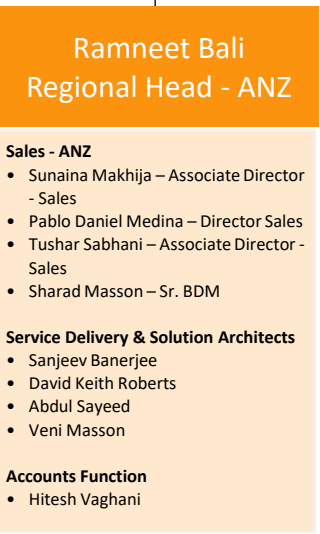 Ramneet Bali
Regional Head - ANZ
Sales - ANZ
• Sunaina Makhija – Associate Director
- Sales
• Pablo Daniel Medina – Director Sales
• Tushar Sabhani – Associate Director -
Sales
• Sharad Masson – Sr. BDM
Service Delivery & Solution Architects
• Sanjeev Banerjee
• David Keith Roberts
• Abdul Sayeed
• Veni Masson
Accounts Function
• Hitesh Vaghani